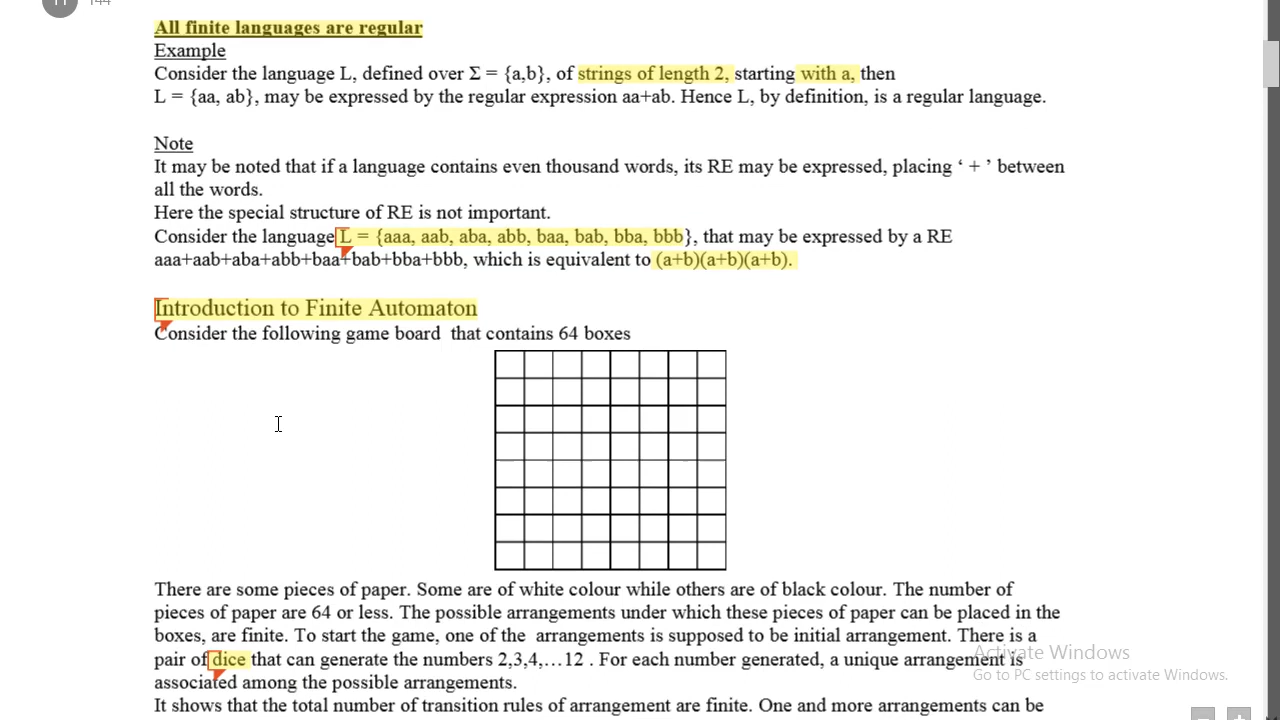 11 144
All finite languages are regular
Example
Consider the language L, defined over Σ = {a,b}, of strings of length 2, starting with a, then
L = {aa, ab}, may be expressed by the regular expression aa+ab. Hence L, by definition, is a regular language.
Note
It may be noted that if a language contains even thousand words, its RE may be expressed, placing ‘ + ’ between
all the words.
Here the special structure of RE is not important.
Consider the language L = {aaa, aab, aba, abb, baa, bab, bba, bbb}, that may be expressed by a RE
aaa+aab+aba+abb+baa+bab+bba+bbb, which is equivalent to (a+b)(a+b)(a+b).
Introduction to Finite Automaton
Consider the following game board that contains 64 boxes
There are some pieces of paper. Some are of white colour while others are of black colour. The number of
pieces of paper are 64 or less. The possible arrangements under which these pieces of paper can be placed in the
boxes, are finite. To start the game, one of the arrangements is supposed to be initial arrangement. There is a
pair of dice that can generate the numbers 2,3,4,…12 . For each number generated, a unique arrangement is
associated among the possible arrangements.
It shows that the total number of transition rules of arrangement are finite. One and more arrangements can be
Activate Windows
Go to PC settings to activate Windows.